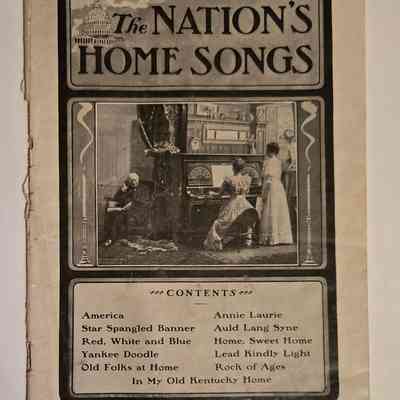 The NATION'S
HOME SONGS
CONTENTS
America
Star Spangled Banner
Red, White and Blue
Yankee Doodle
Old Folks at Home
Annie Laurie
Auld Lang Syne
Home, Sweet Home
Lead Kindly Light
Rock of Ages
In My Old Kentucky Home